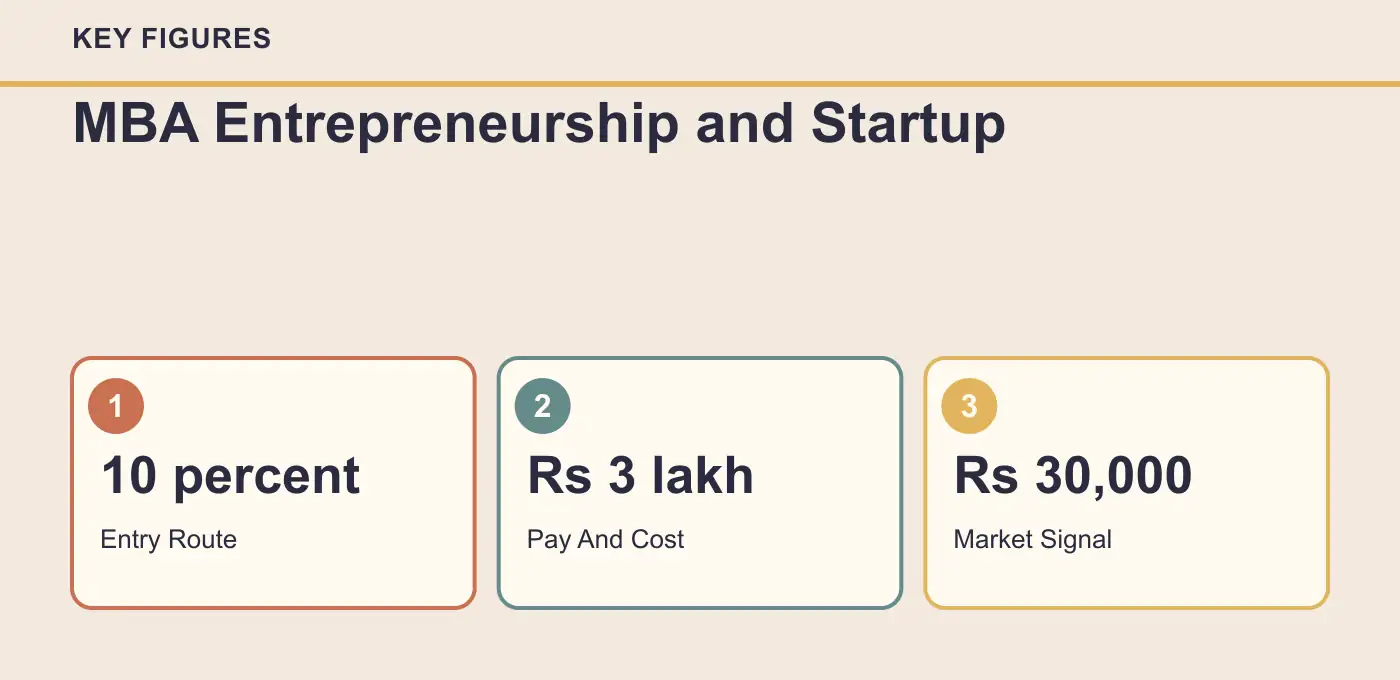 KEY FIGURES
MBA Entrepreneurship and Startup
1
10 percent
Entry Route
2
Rs 3 lakh
Pay And Cost
3
Rs 30,000
Market Signal